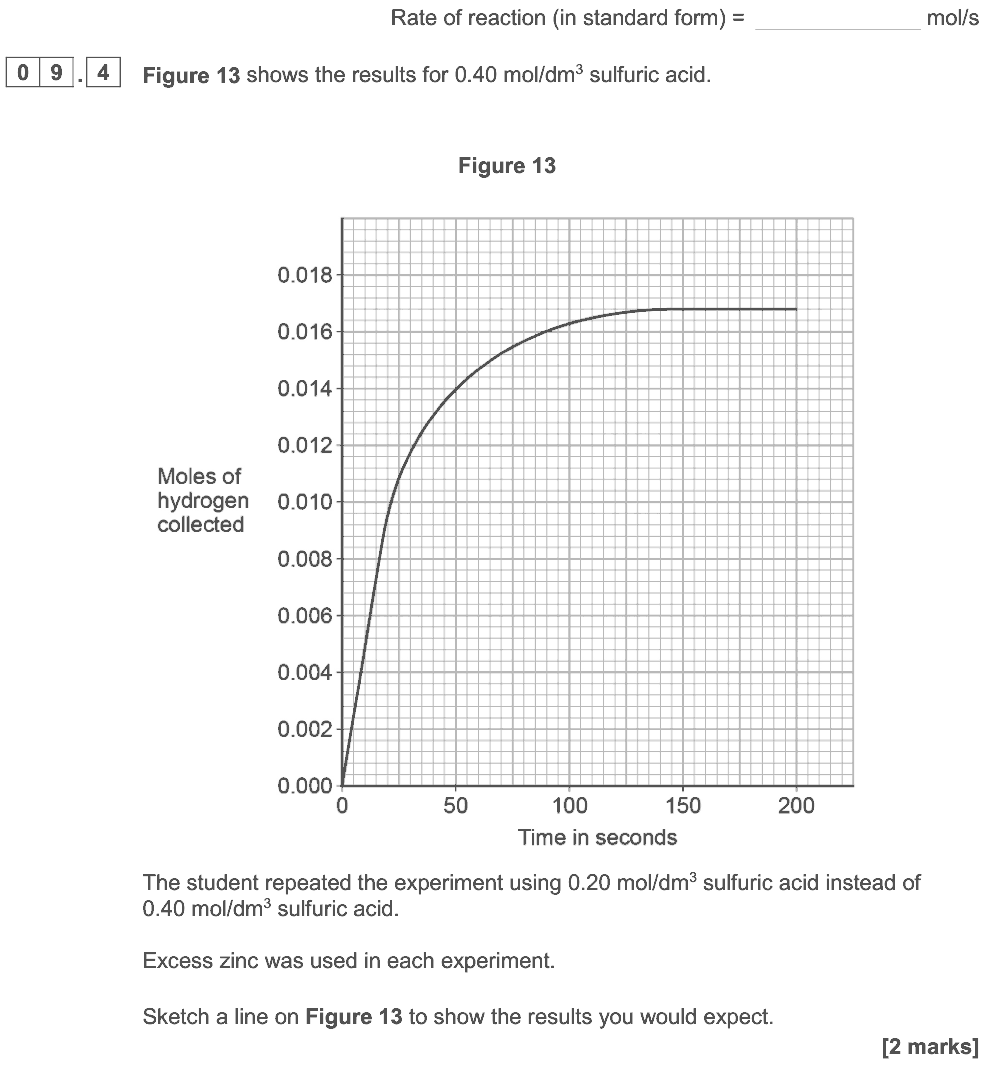 Rate of reaction (in standard form) = mol/s
0 9 . 4 Figure 13 shows the results for 0.40 mol/dm³ sulfuric acid.
Figure 13
0.018
0.016
0.014
0.012
Moles of
hydrogen
collected
0.010
0.008
0.006
0.004
0.002
0.000
0 50 100 150 200
Time in seconds
The student repeated the experiment using 0.20 mol/dm³ sulfuric acid instead of
0.40 mol/dm³ sulfuric acid.
Excess zinc was used in each experiment.
Sketch a line on Figure 13 to show the results you would expect.
[2 marks]